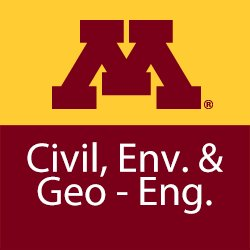 M®
Civil, Env. &
Geo - Eng.